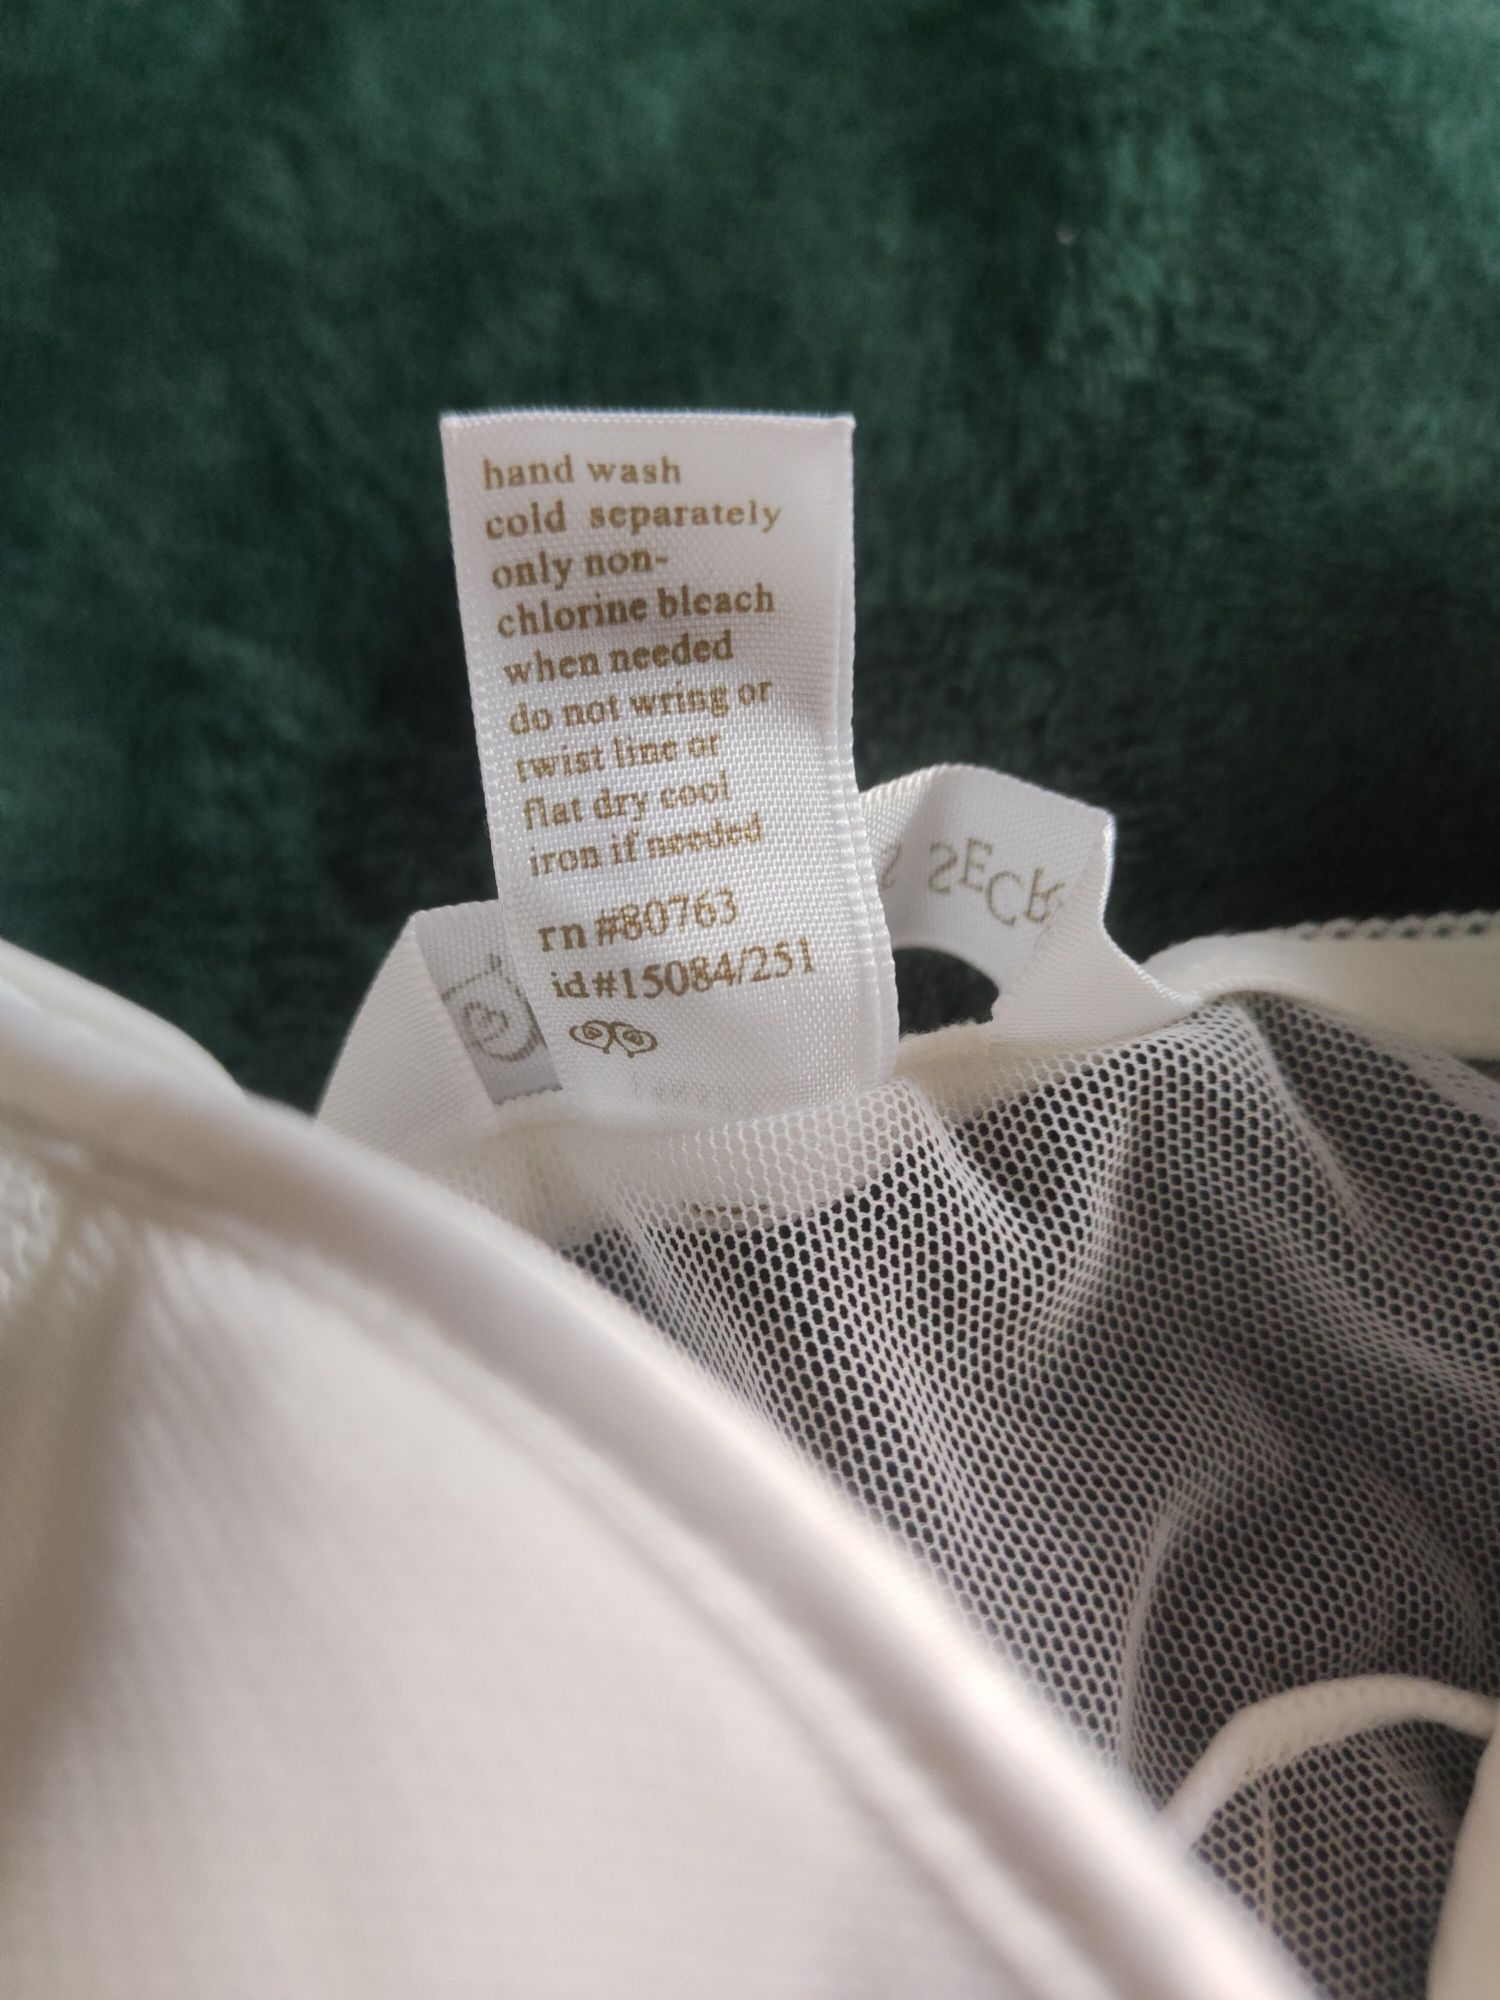 hand wash
cold separately
only non-
chlorine bleach
when needed
do not wring or
twist line or
flat dry cool
iron if needed
rn #80763
id#15084/251
S SECR